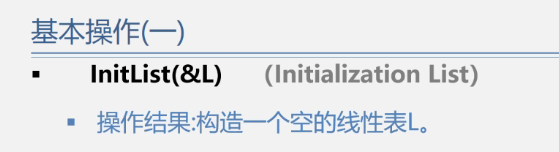 基本操作(一)
▪ InitList(&L) (Initialization List)
▪ 操作结果:构造一个空的线性表L。